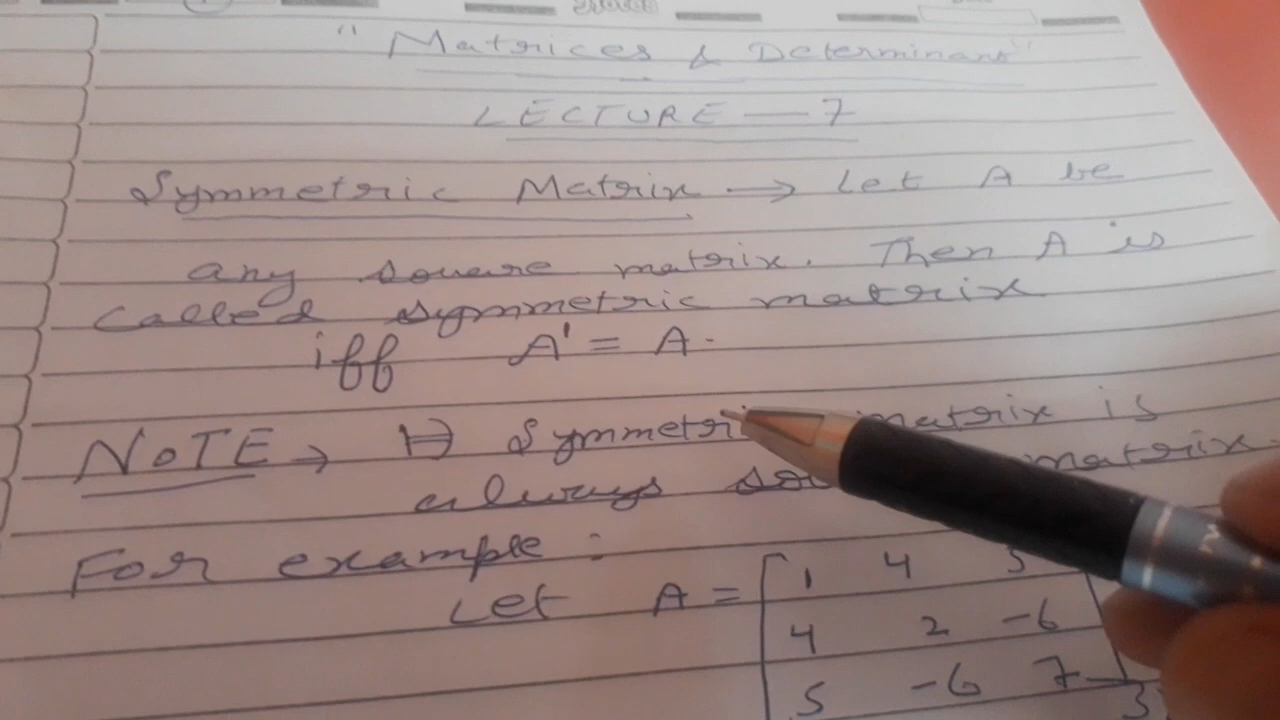 "Matrices & Determinant"
LECTURE — 7
Symmetric Matrix → Let A be
any square matrix. Then A is
called symmetric matrix
iff A' = A.
NOTE → A Symmetric matrix is
always matrix.
For example :
Let A = [ 1 4 5
4 2 -6
5 -6 7
3